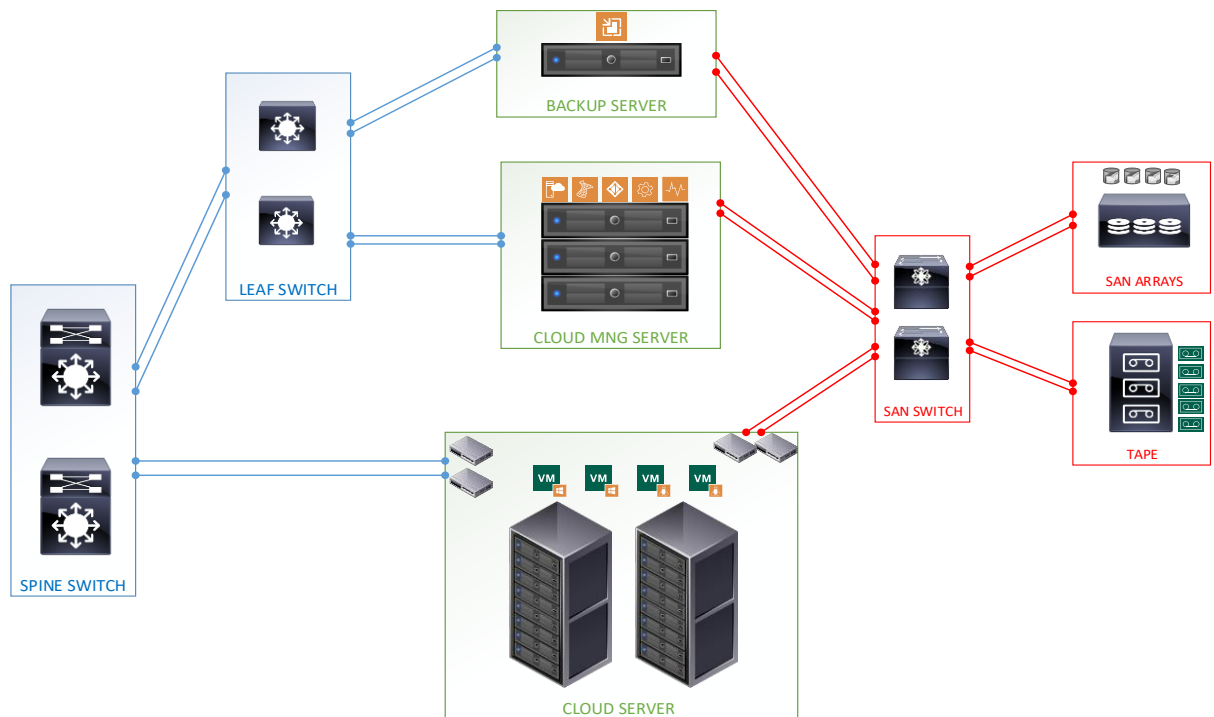 BACKUP SERVER
LEAF SWITCH
CLOUD MNG SERVER
SAN ARRAYS
SAN SWITCH
TAPE
VM
VM
VM
VM
SPINE SWITCH
CLOUD SERVER